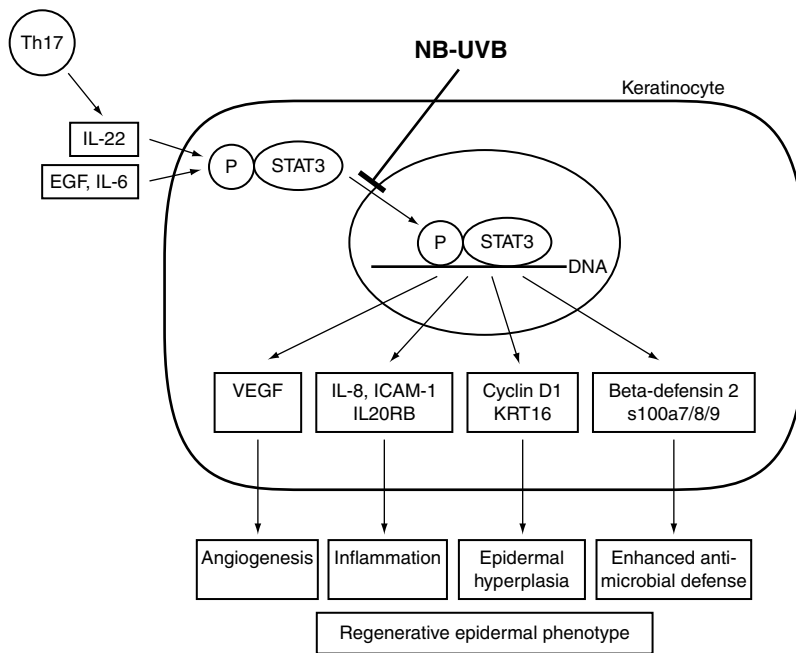 Th17
NB-UVB
Keratinocyte
IL-22
EGF, IL-6
P
STAT3
P
STAT3
DNA
VEGF
IL-8, ICAM-1
IL20RB
Cyclin D1
KRT16
Beta-defensin 2
s100a7/8/9
Angiogenesis
Inflammation
Epidermal
hyperplasia
Enhanced anti-
microbial defense
Regenerative epidermal phenotype